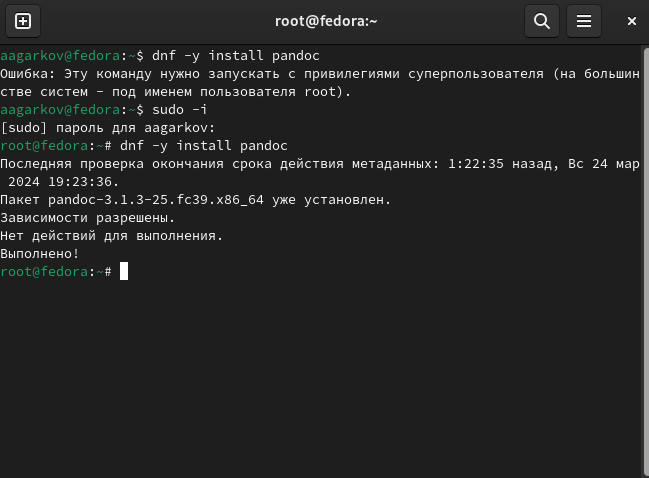 root@fedora:~
aagarkov@fedora:~$ dnf -y install pandoc
Ошибка: Эту команду нужно запускать с привилегиями суперпользователя (на большин
стве систем - под именем пользователя root).
aagarkov@fedora:~$ sudo -i
[sudo] пароль для aagarkov:
root@fedora:~# dnf -y install pandoc
Последняя проверка окончания срока действия метаданных: 1:22:35 назад, Вс 24 мар
 2024 19:23:36.
Пакет pandoc-3.1.3-25.fc39.x86_64 уже установлен.
Зависимости разрешены.
Нет действий для выполнения.
Выполнено!
root@fedora:~#